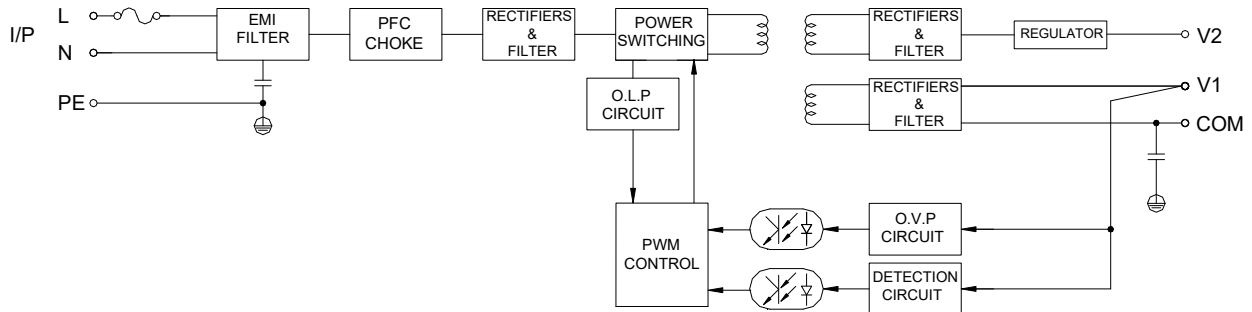 I/P
L
N
PE
EMI
FILTER
PFC
CHOKE
RECTIFIERS
&
FILTER
POWER
SWITCHING
O.L.P
CIRCUIT
PWM
CONTROL
RECTIFIERS
&
FILTER
REGULATOR
V2
RECTIFIERS
&
FILTER
V1
COM
O.V.P
CIRCUIT
DETECTION
CIRCUIT